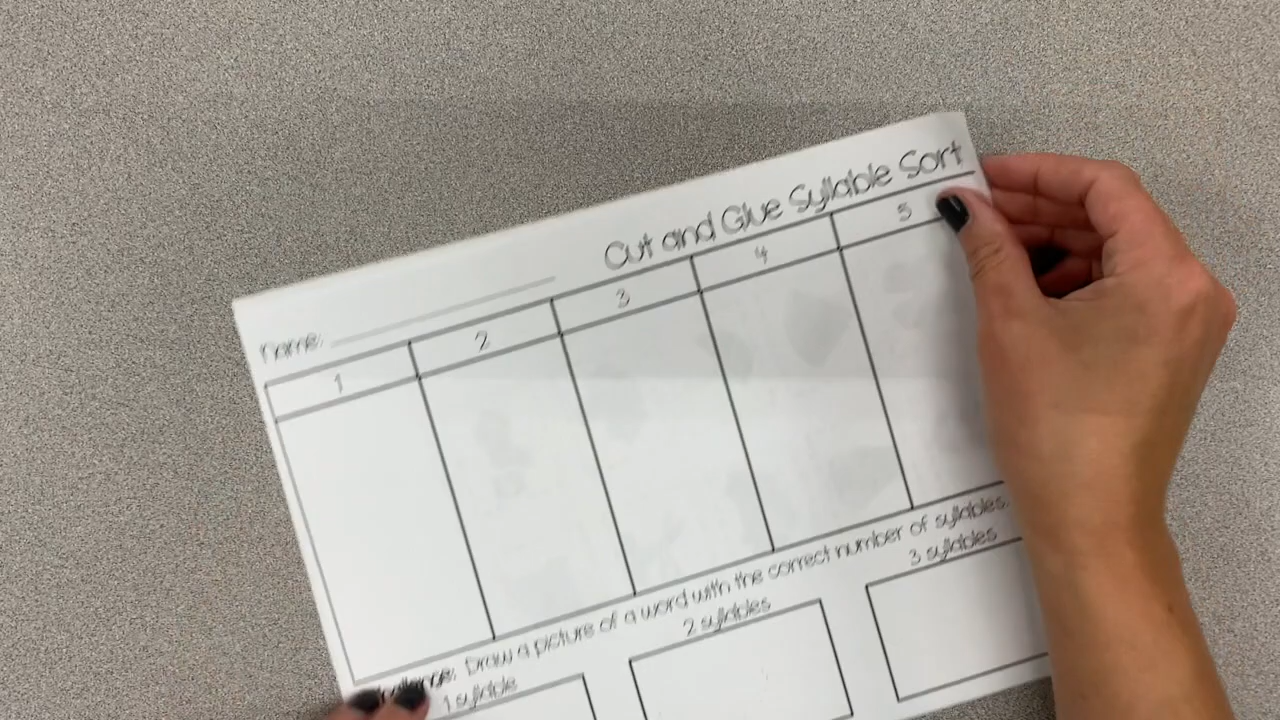 Name:
Cut and Glue Syllable Sort
1 2 3 4 5
Challenge: Draw a picture of a word with the correct number of syllables.
1 syllable 2 syllables 3 syllables